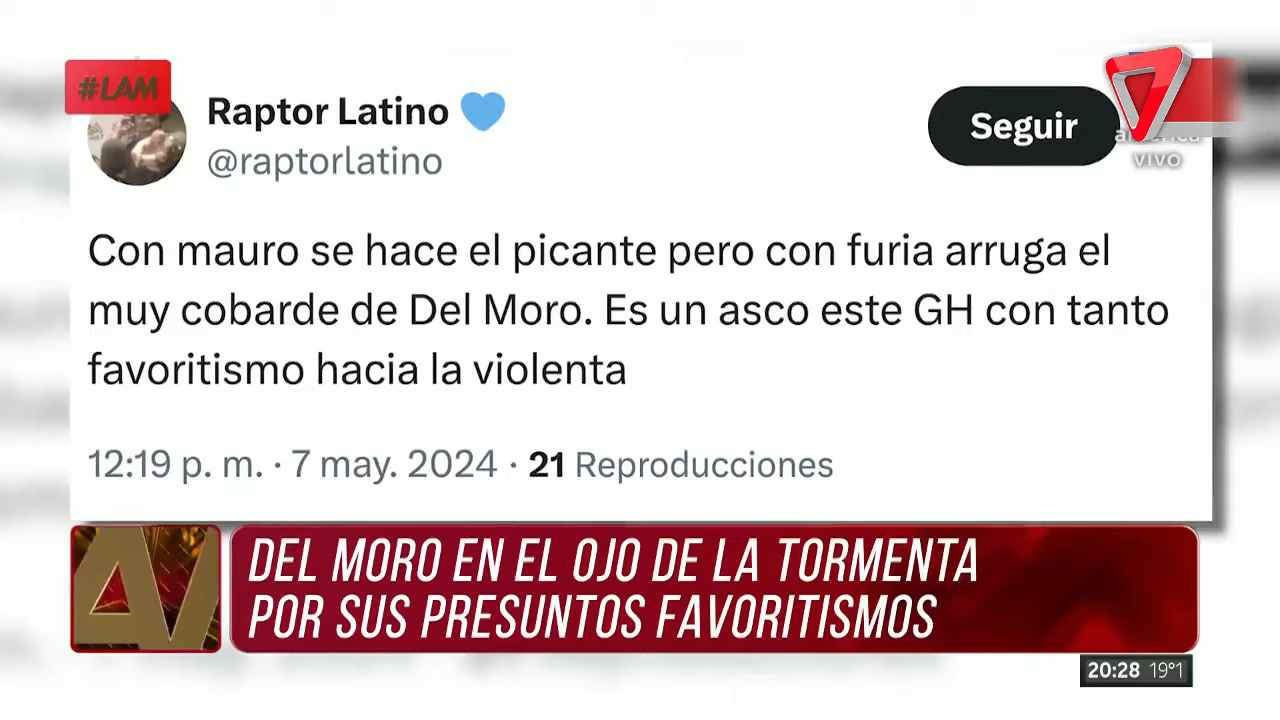 #LAM
Raptor Latino
@raptorlatino
Seguir
américa
VIVO
Con mauro se hace el picante pero con furia arruga el
muy cobarde de Del Moro. Es un asco este GH con tanto
favoritismo hacia la violenta
12:19 p. m. · 7 may. 2024 · 21 Reproducciones
DEL MORO EN EL OJO DE LA TORMENTA
POR SUS PRESUNTOS FAVORITISMOS
20:28 19°1